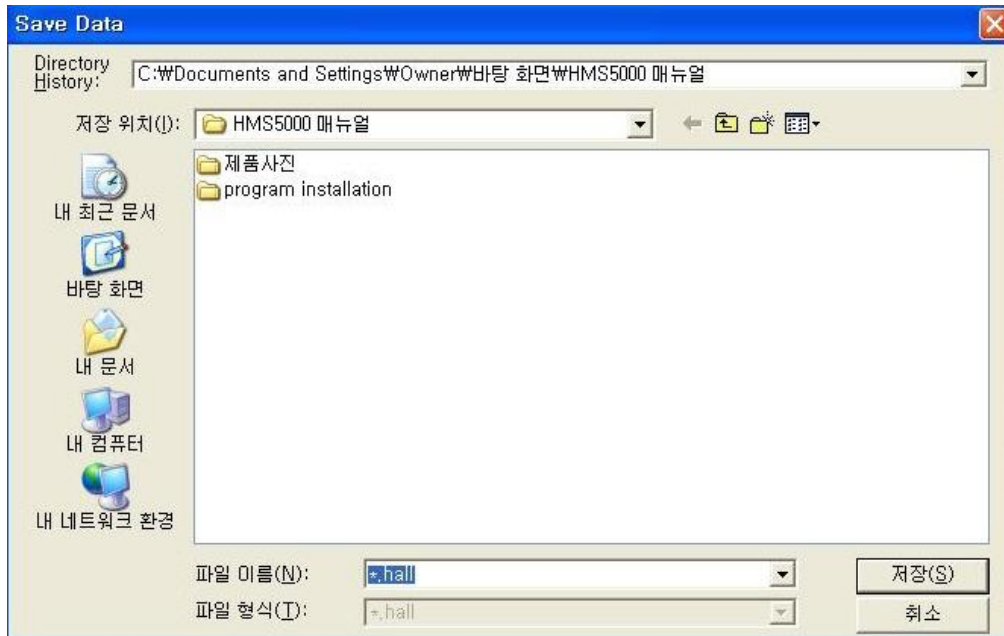 Save Data
Directory History: C:₩Documents and Settings₩Owner₩바탕 화면₩HMS5000 매뉴얼
저장 위치(I): HMS5000 매뉴얼
제품사진
program installation
내 최근 문서
바탕 화면
내 문서
내 컴퓨터
내 네트워크 환경
파일 이름(N): *.hall 저장(S)
파일 형식(T): *.hall 취소